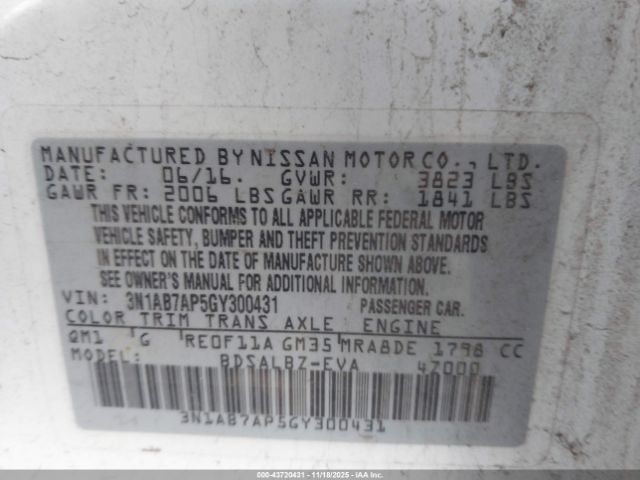 MANUFACTURED BY NISSAN MOTOR CO., LTD.
DATE: 06/16. GVWR: 3823 LBS
GAWR FR: 2006 LBS GAWR RR: 1841 LBS
THIS VEHICLE CONFORMS TO ALL APPLICABLE FEDERAL MOTOR
VEHICLE SAFETY, BUMPER AND THEFT PREVENTION STANDARDS
IN EFFECT ON THE DATE OF MANUFACTURE SHOWN ABOVE.
SEE OWNER'S MANUAL FOR ADDITIONAL INFORMATION.
VIN: 3N1AB7AP5GY300431 PASSENGER CAR.
COLOR TRIM TRANS AXLE, ENGINE
QM1 G RE0F11A GM35 MRA8DE 1798 CC
MODEL: BDSALBZ-EVA 4Z000
3N1AB7AP5GY300431
000-43720431 - 11/18/2025 - IAAI.COM